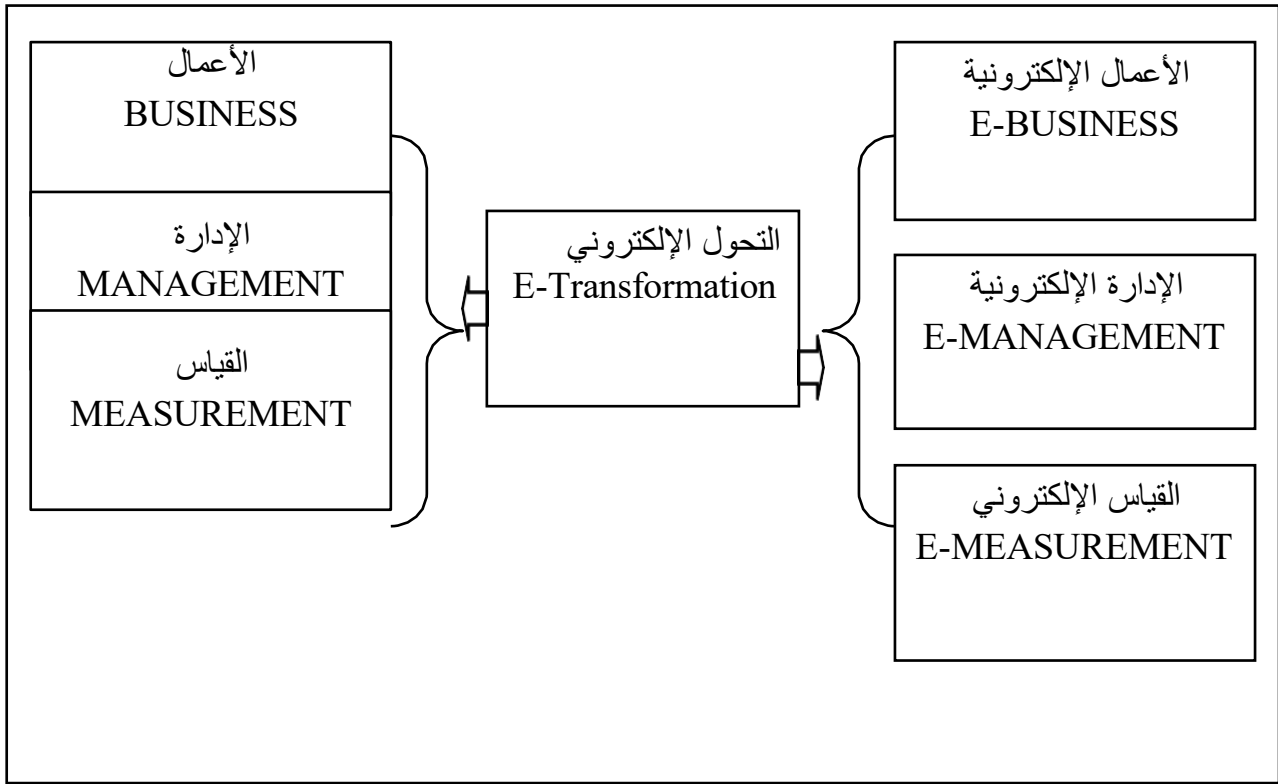 الأعمال
BUSINESS
الإدارة
MANAGEMENT
القياس
MEASUREMENT
التحول الإلكتروني
E-Transformation
الأعمال الإلكترونية
E-BUSINESS
الإدارة الإلكترونية
E-MANAGEMENT
القياس الإلكتروني
E-MEASUREMENT